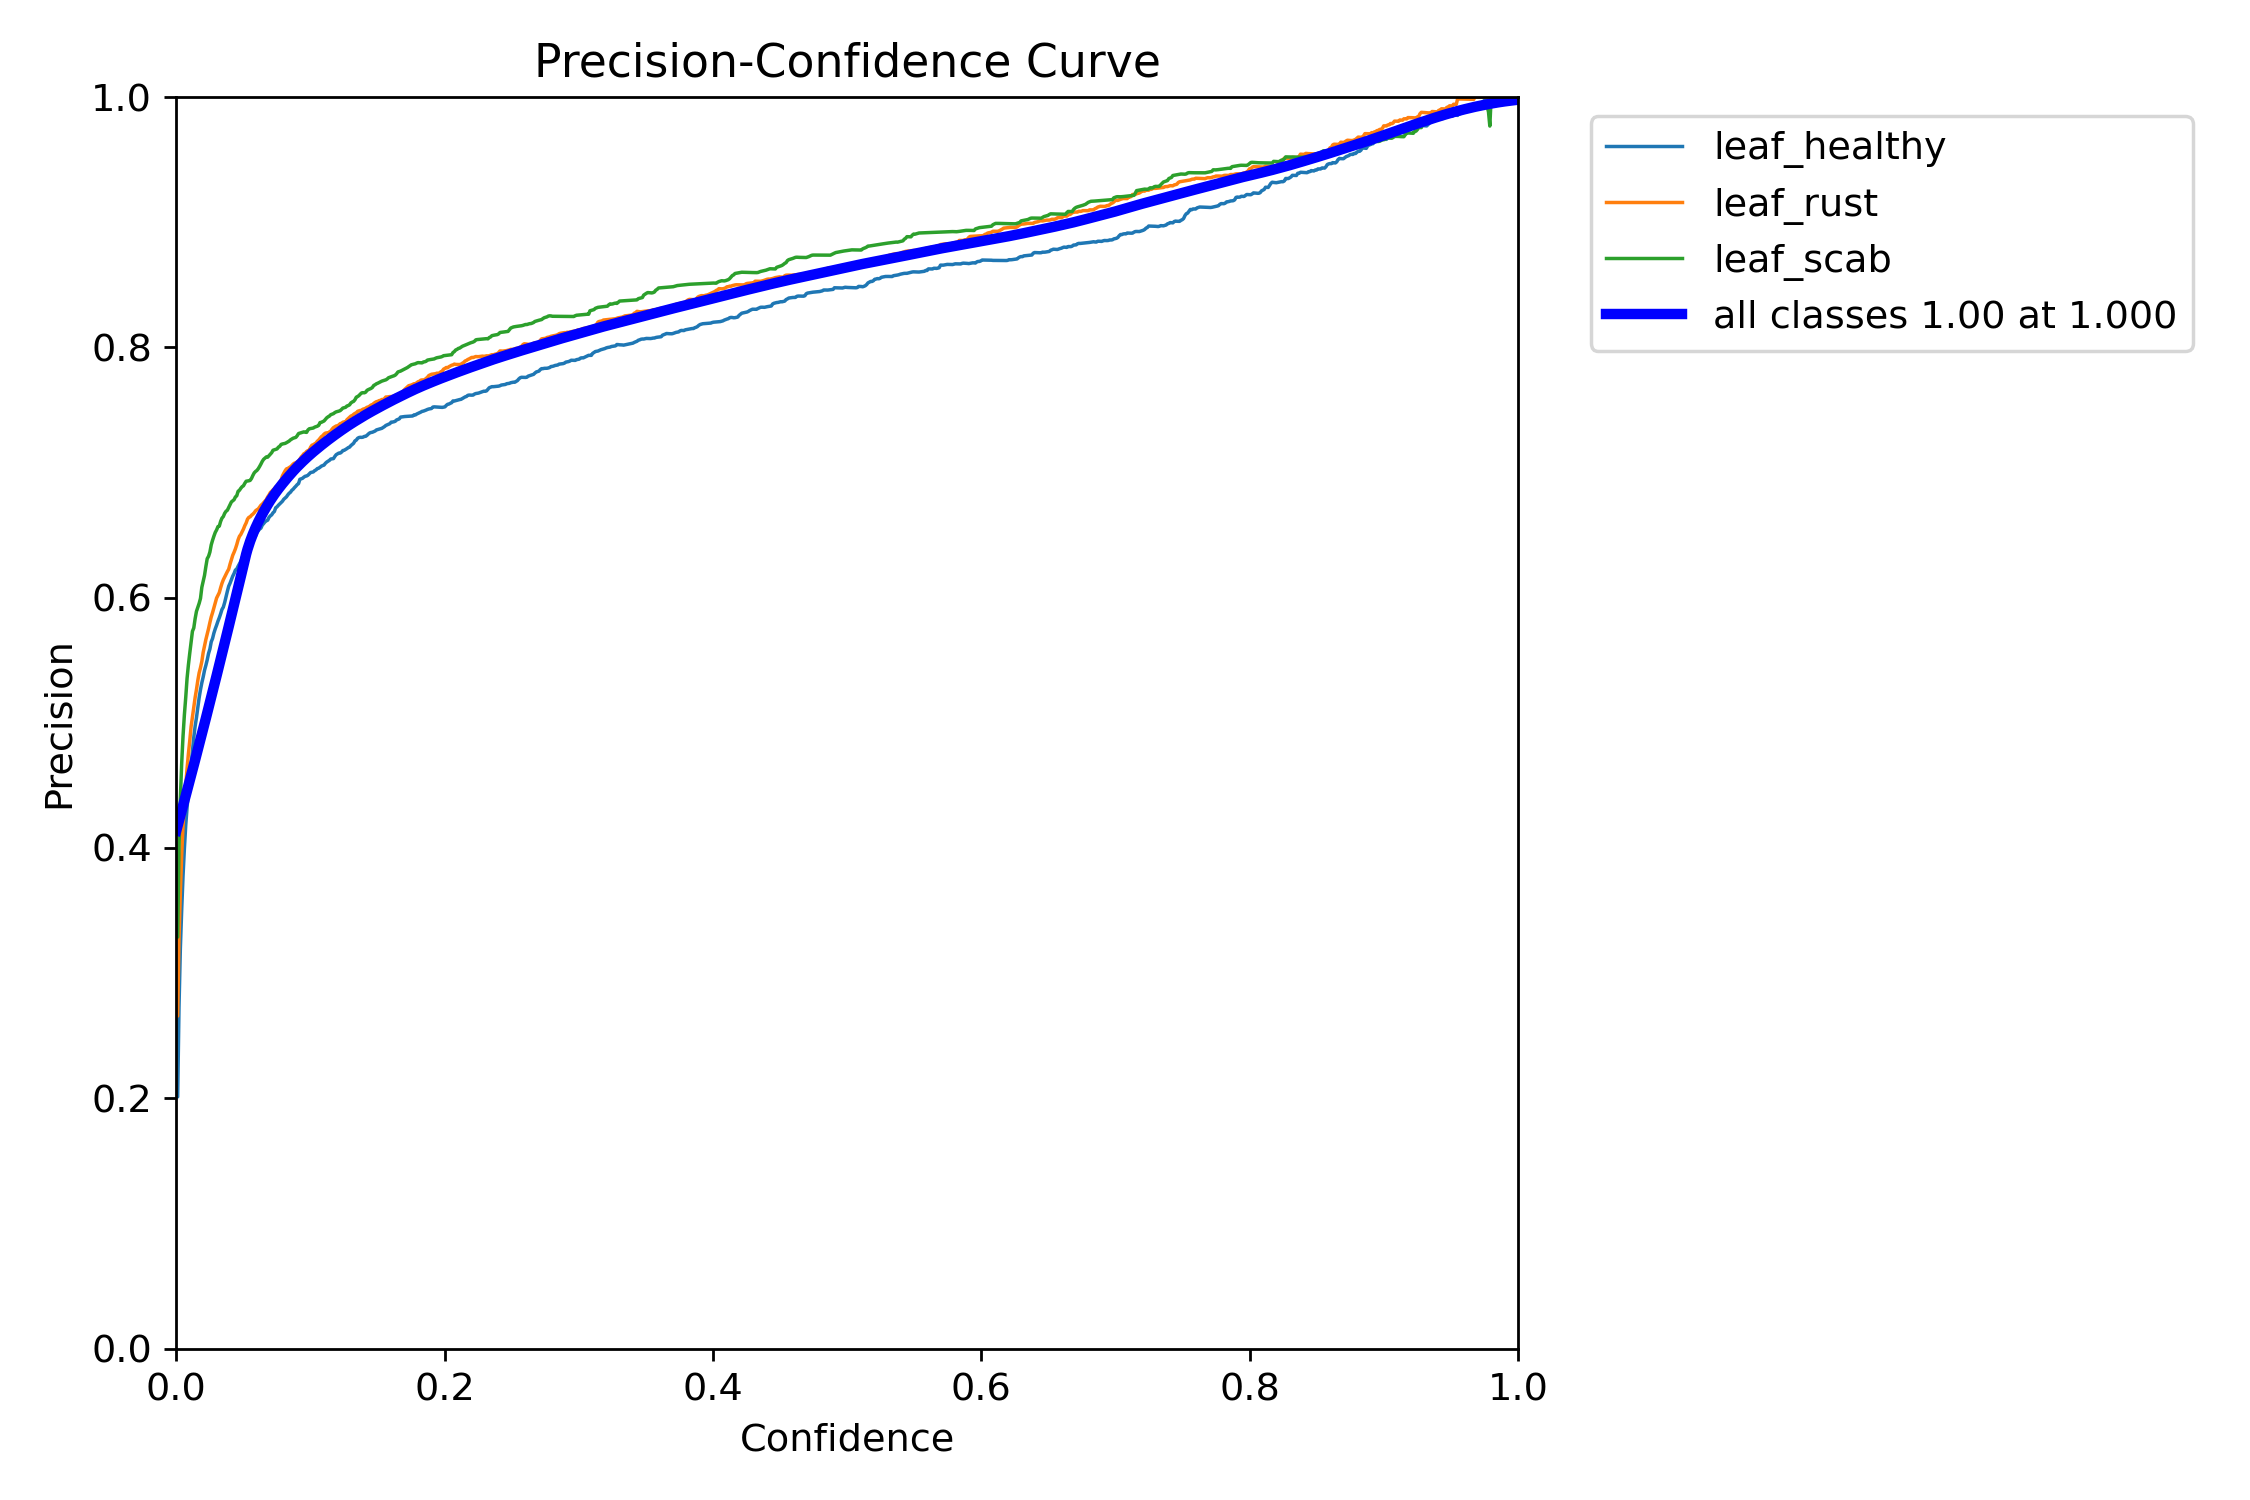 Precision-Confidence Curve
1.0
0.8
0.6
0.4
0.2
0.0
Precision
0.0 0.2 0.4 0.6 0.8 1.0
Confidence
leaf_healthy
leaf_rust
leaf_scab
all classes 1.00 at 1.000